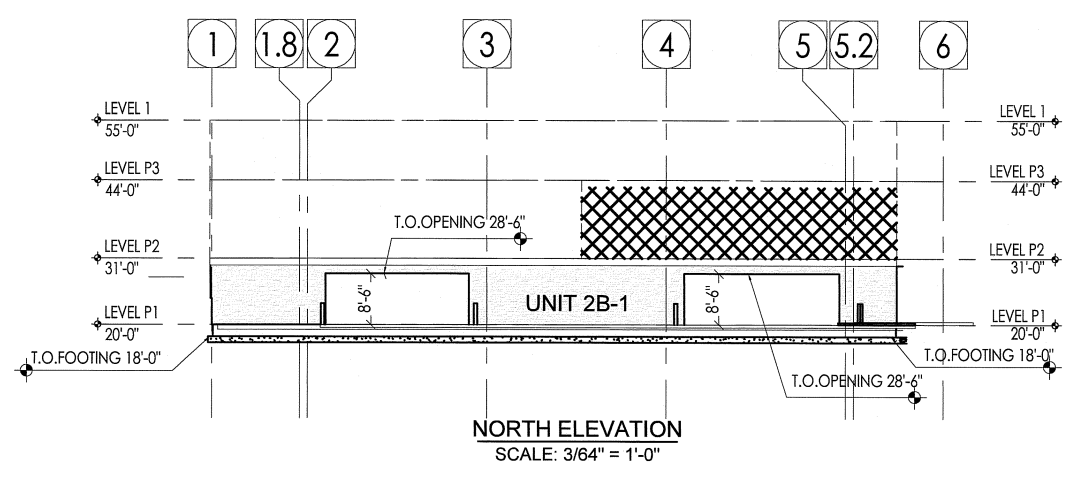 1 1.8 2 3 4 5 5.2 6
LEVEL 1 LEVEL 1
55'-0" 55'-0"
LEVEL P3 LEVEL P3
44'-0" 44'-0"
T.O.OPENING 28'-6"
LEVEL P2 LEVEL P2
31'-0" 31'-0"
8'-6" UNIT 2B-1 8'-6"
LEVEL P1 LEVEL P1
20'-0" 20'-0"
T.O.FOOTING 18'-0" T.O.FOOTING 18'-0"
T.O.OPENING 28'-6"
NORTH ELEVATION
SCALE: 3/64" = 1'-0"